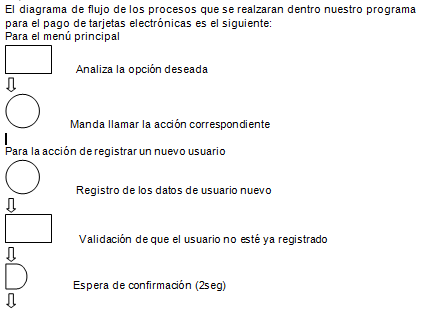 El diagrama de flujo de los procesos que se realzaran dentro nuestro programa
para el pago de tarjetas electrónicas es el siguiente:
Para el menú principal
Analiza la opción deseada
Manda llamar la acción correspondiente
Para la acción de registrar un nuevo usuario
Registro de los datos de usuario nuevo
Validación de que el usuario no esté ya registrado
Espera de confirmación (2seg)